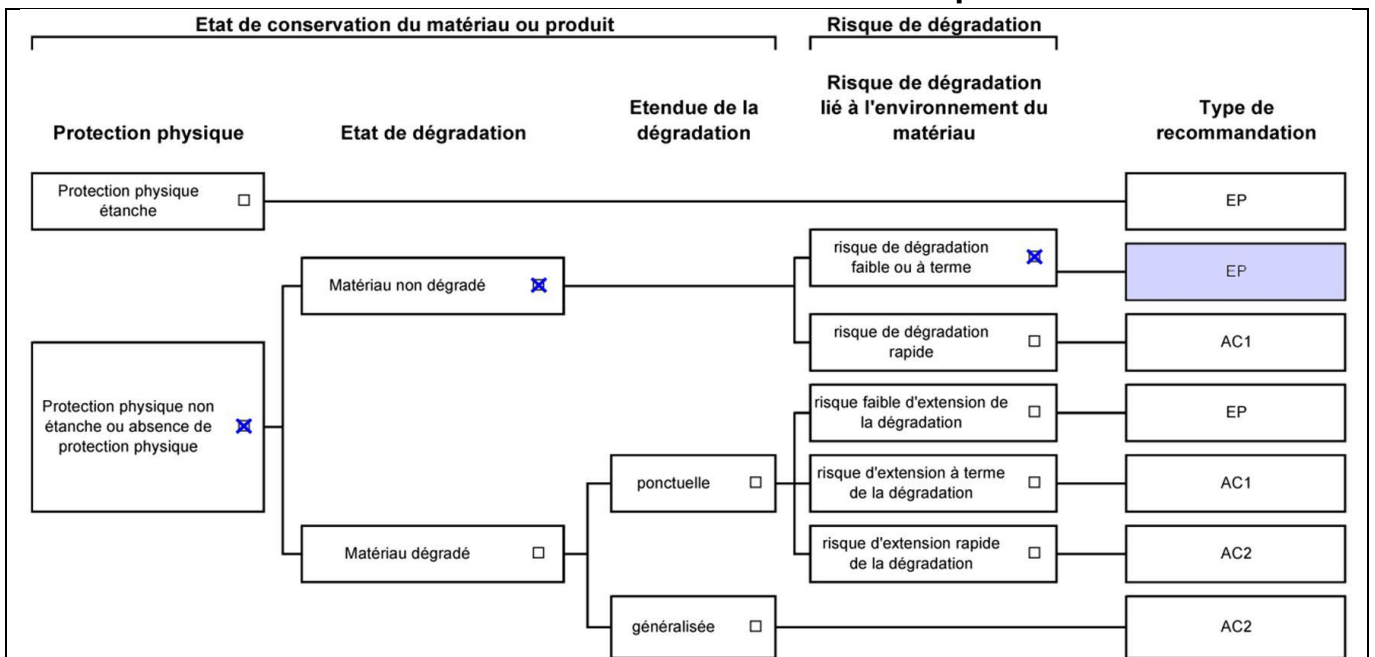 Etat de conservation du matériau ou produit
Risque de dégradation
Protection physique
Etat de dégradation
Etendue de la
dégradation
Risque de dégradation
lié à l'environnement du
matériau
Type de
recommandation
Protection physique
étanche
EP
risque de dégradation
faible ou à terme
EP
Matériau non dégradé
risque de dégradation
rapide
AC1
Protection physique non
étanche ou absence de
protection physique
risque faible d'extension de
la dégradation
EP
ponctuelle
risque d'extension à terme
de la dégradation
AC1
Matériau dégradé
risque d'extension rapide
de la dégradation
AC2
généralisée
AC2